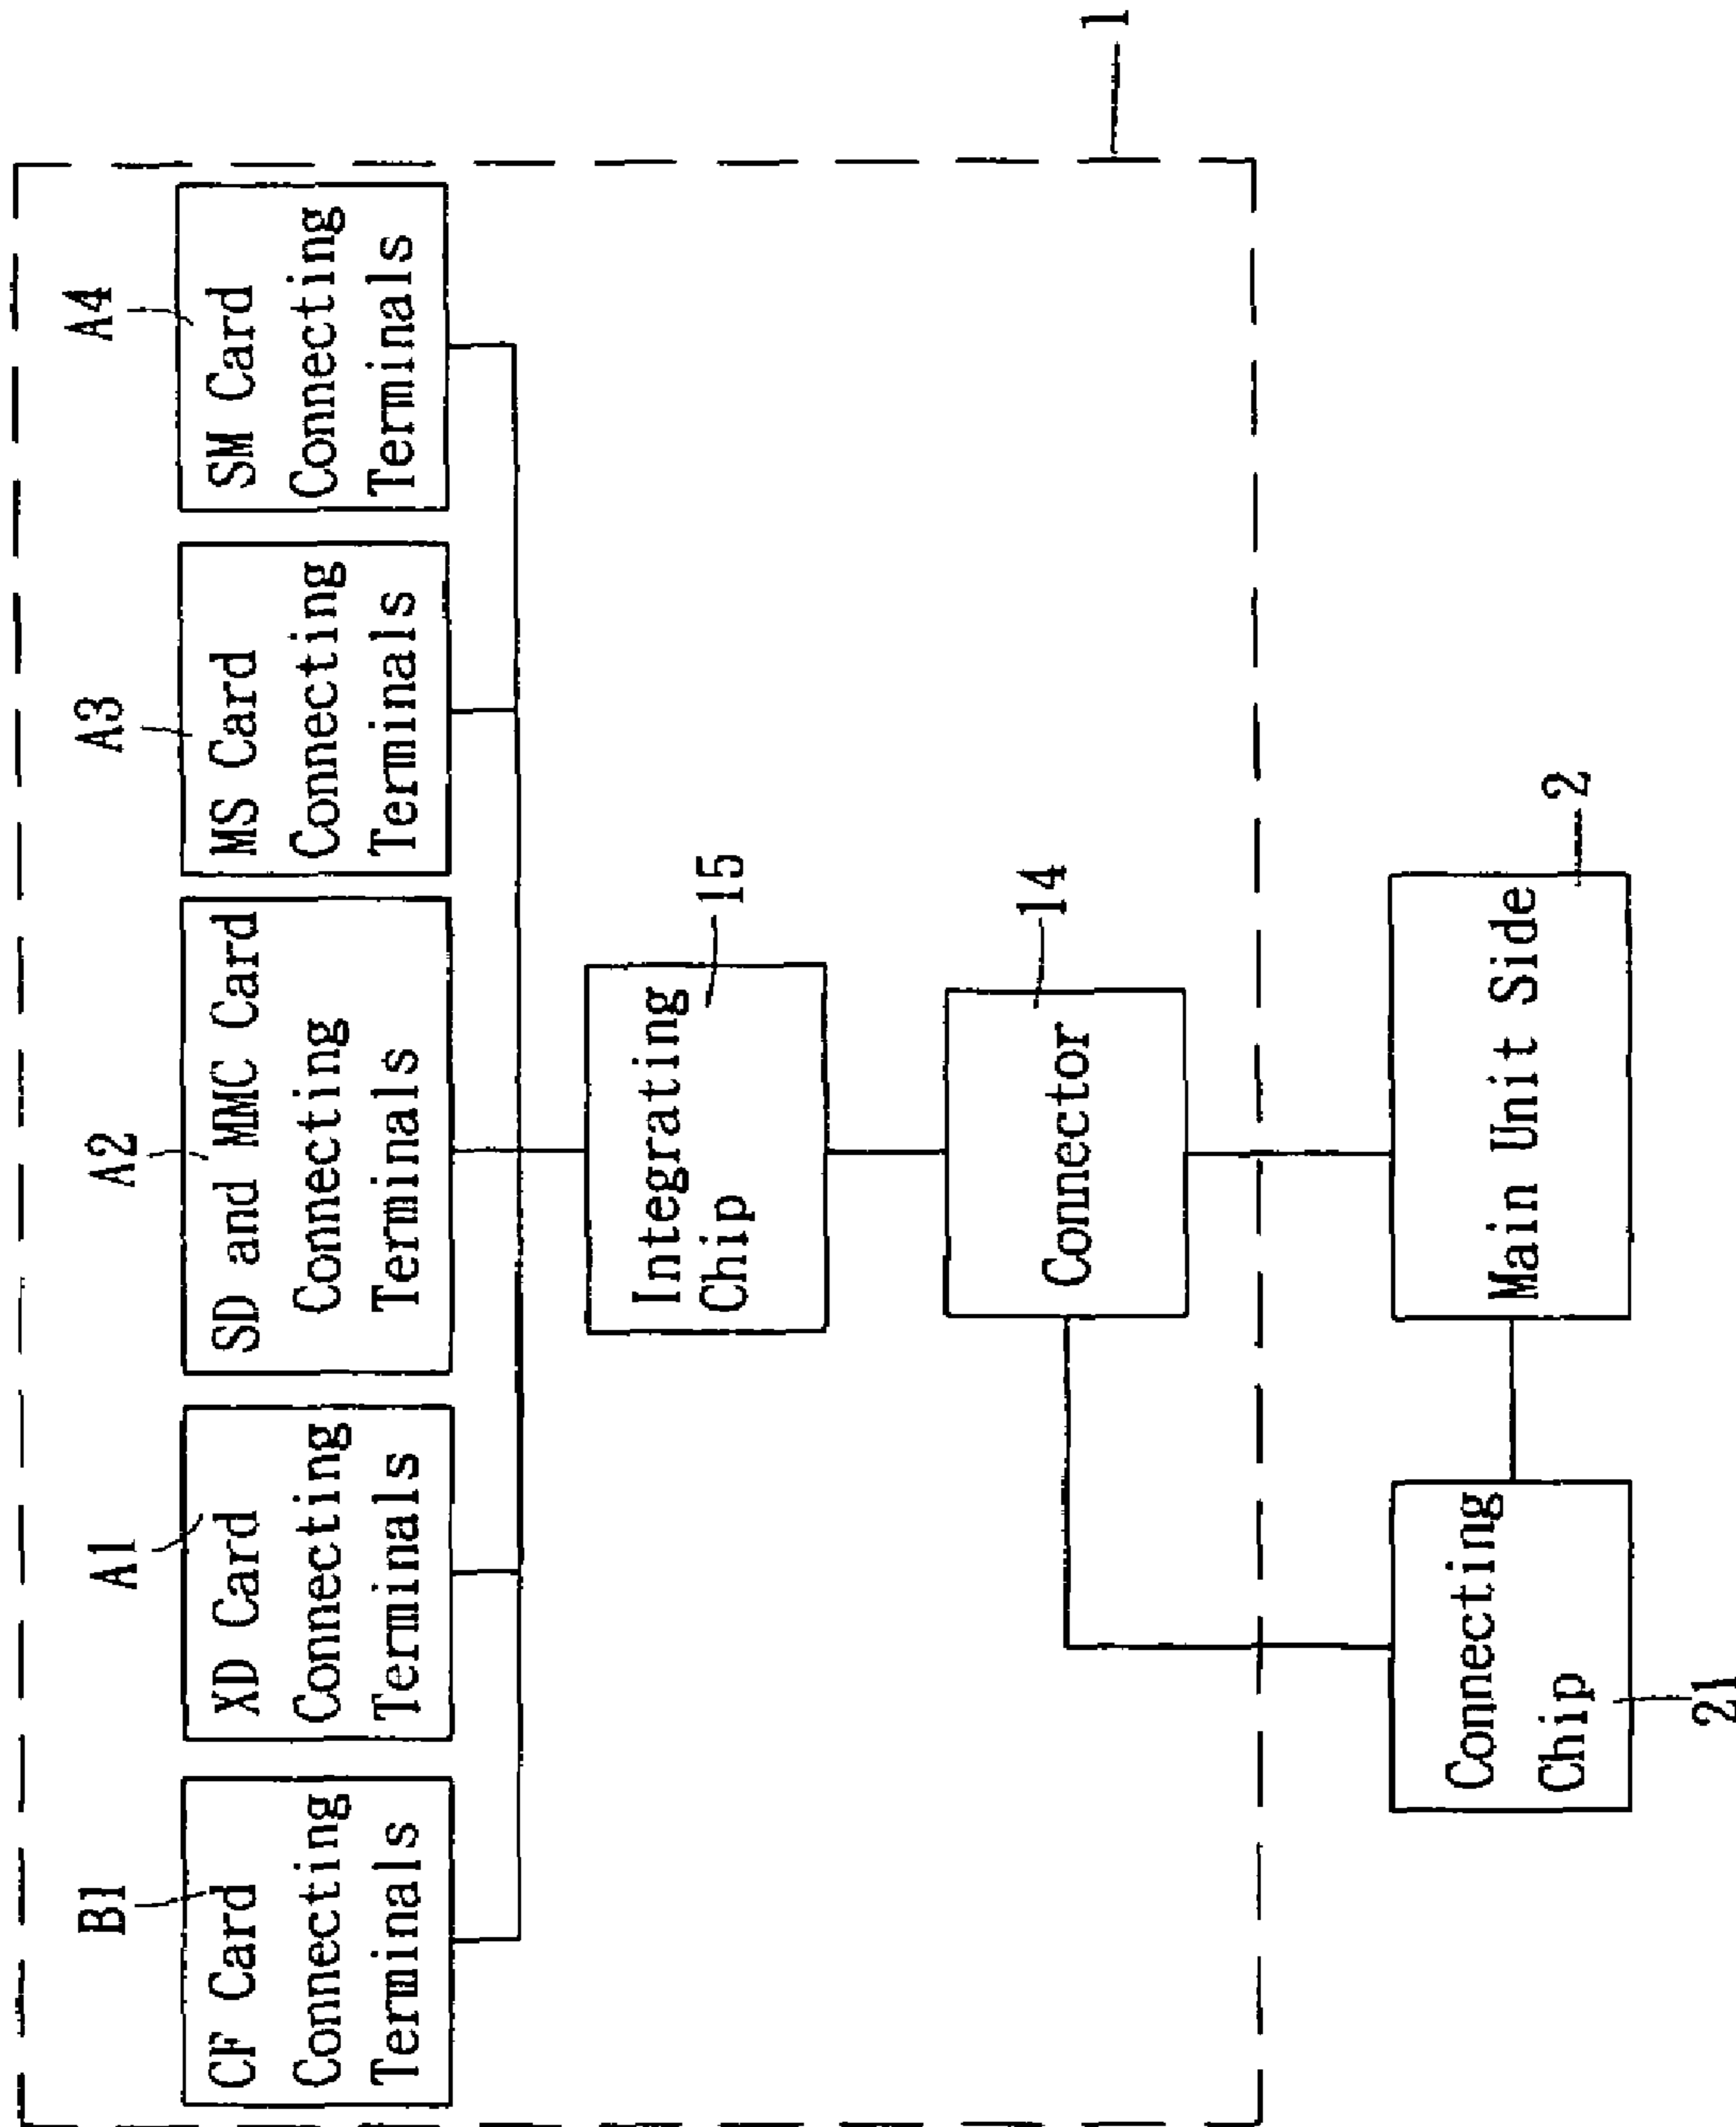 B1
CF Card
Connecting
Terminals
A1
XD Card
Connecting
Terminals
A2
SD and MMC Card
Connecting
Terminals
A3
MS Card
Connecting
Terminals
A4
SM Card
Connecting
Terminals
15
Integrating
Chip
14
Connector
1
Connecting
Chip
21
Main Unit Side
2